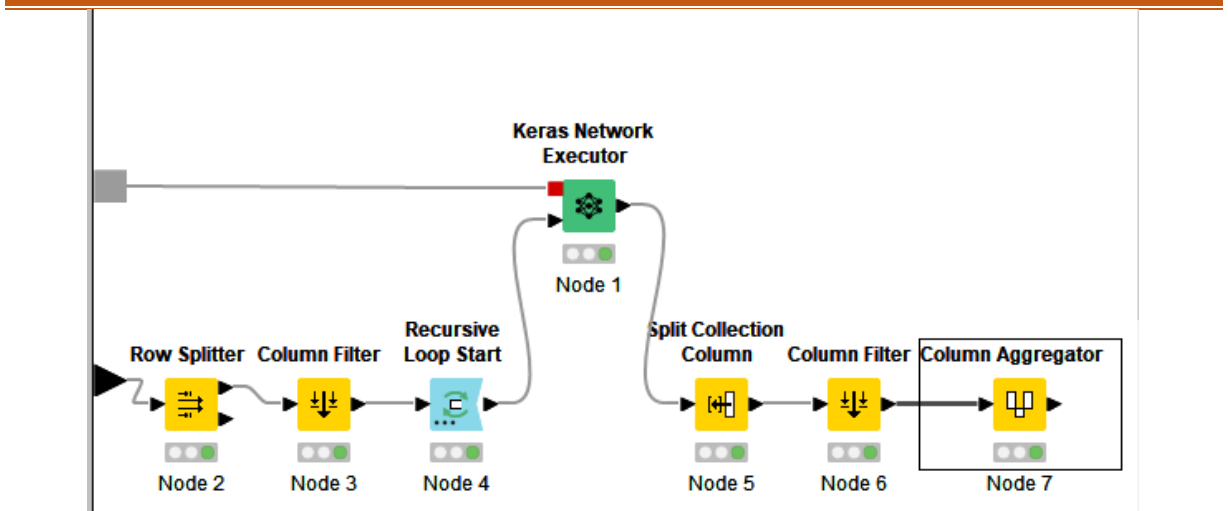 Keras Network
Executor
Node 1
Row Splitter
Node 2
Column Filter
Node 3
Recursive
Loop Start
Node 4
Split Collection
Column
Node 5
Column Filter
Node 6
Column Aggregator
Node 7